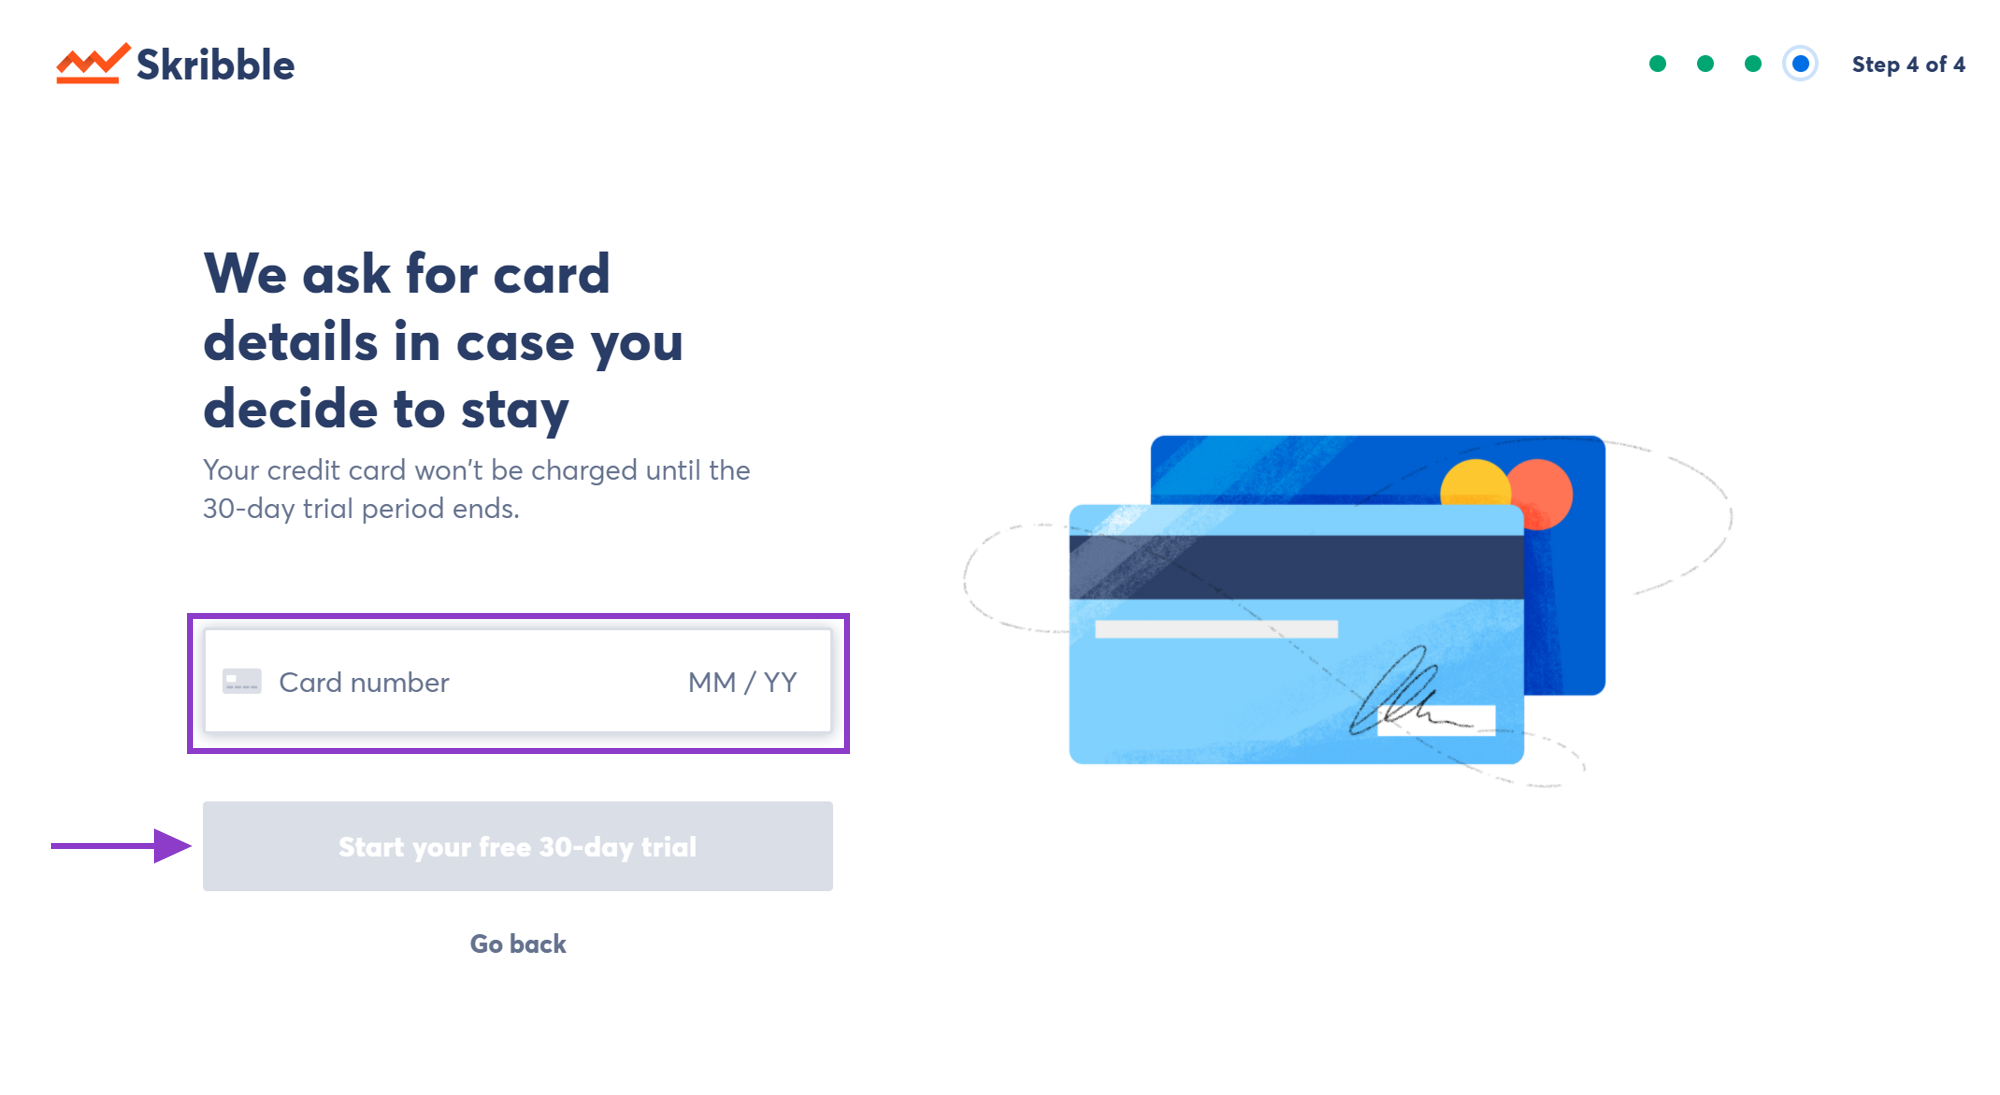 Skribble
Step 4 of 4
We ask for card
details in case you
decide to stay
Your credit card won't be charged until the
30-day trial period ends.
Card number MM / YY
Start your free 30-day trial
Go back